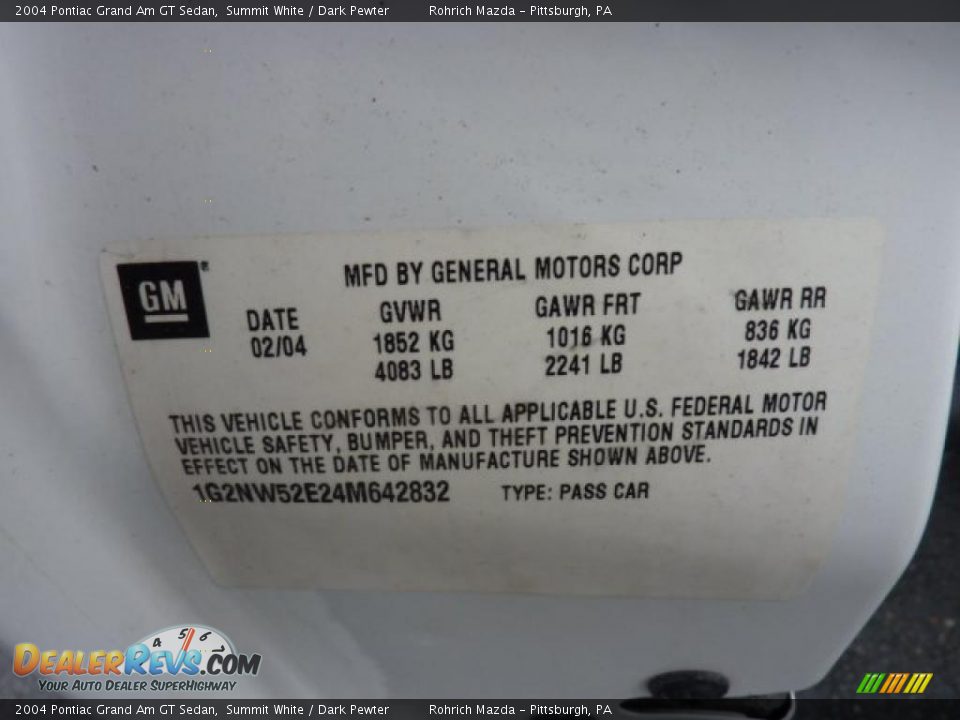 2004 Pontiac Grand Am GT Sedan, Summit White / Dark Pewter Rohrich Mazda - Pittsburgh, PA
GM®
MFD BY GENERAL MOTORS CORP
DATE GVWR GAWR FRT GAWR RR
02/04 1852 KG 1016 KG 836 KG
4083 LB 2241 LB 1842 LB
THIS VEHICLE CONFORMS TO ALL APPLICABLE U.S. FEDERAL MOTOR
VEHICLE SAFETY, BUMPER, AND THEFT PREVENTION STANDARDS IN
EFFECT ON THE DATE OF MANUFACTURE SHOWN ABOVE.
1G2NW52E24M642832 TYPE: PASS CAR
4 5 6 7
DEALERREVS.COM
YOUR AUTO DEALER SUPERHIGHWAY
2004 Pontiac Grand Am GT Sedan, Summit White / Dark Pewter Rohrich Mazda - Pittsburgh, PA